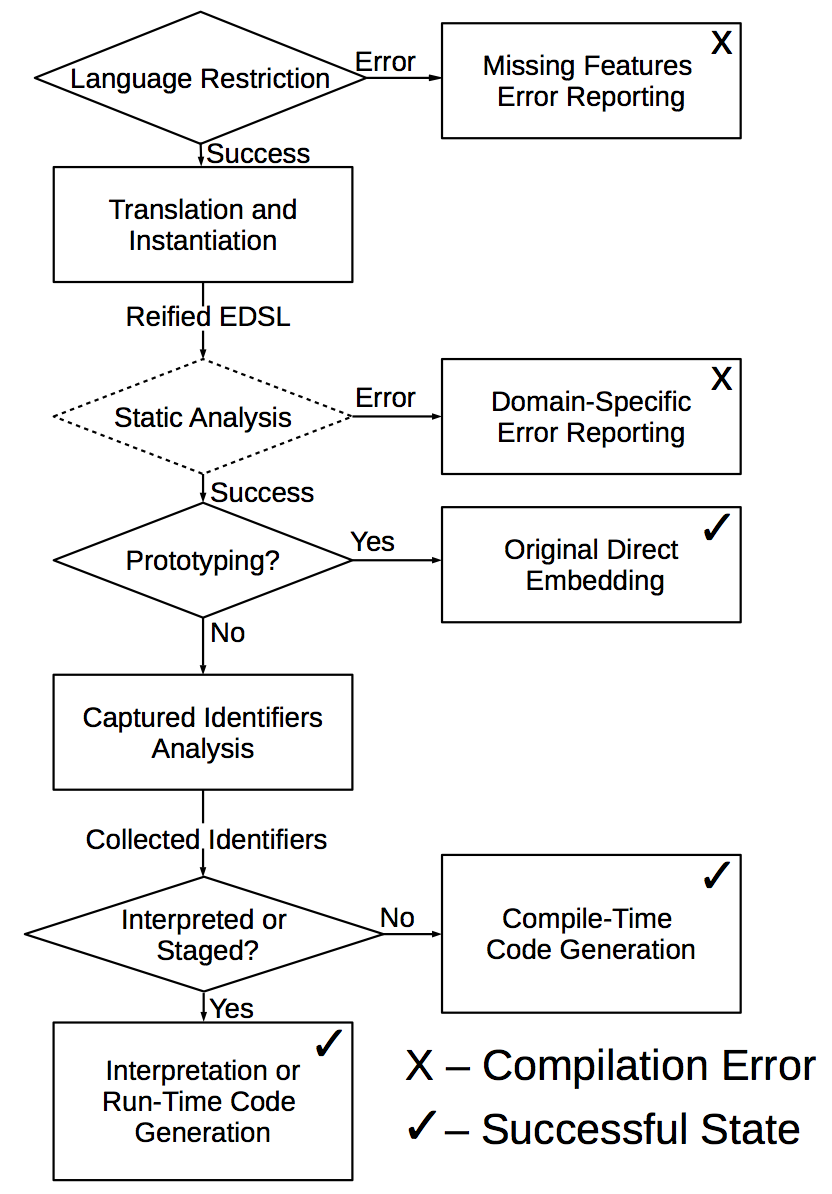 Language Restriction
Error
X
Missing Features
Error Reporting
Success
Translation and
Instantiation
Reified EDSL
Static Analysis
Error
X
Domain-Specific
Error Reporting
Success
Prototyping?
Yes
✓
Original Direct
Embedding
No
Captured Identifiers
Analysis
Collected Identifiers
Interpreted or
Staged?
No
✓
Compile-Time
Code Generation
Yes
✓
Interpretation or
Run-Time Code
Generation
X – Compilation Error
✓ – Successful State